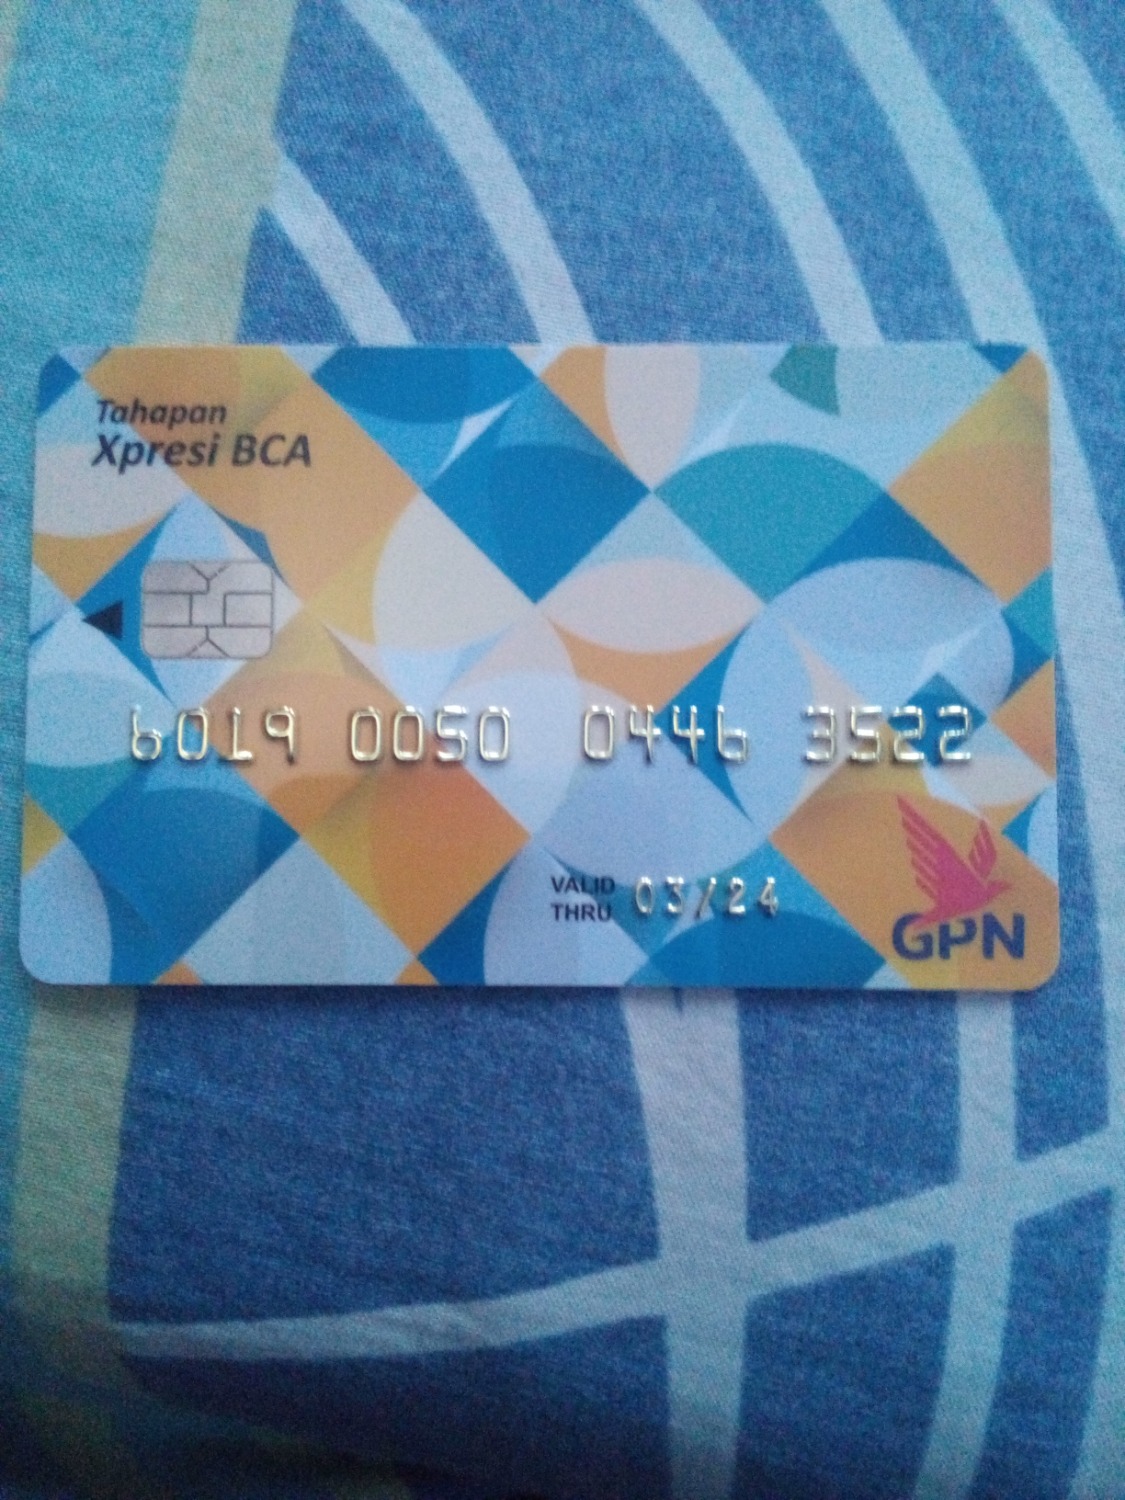 Tahapan
Xpresi BCA
6019 0050 0446 3522
VALID
THRU 03/24
GPN